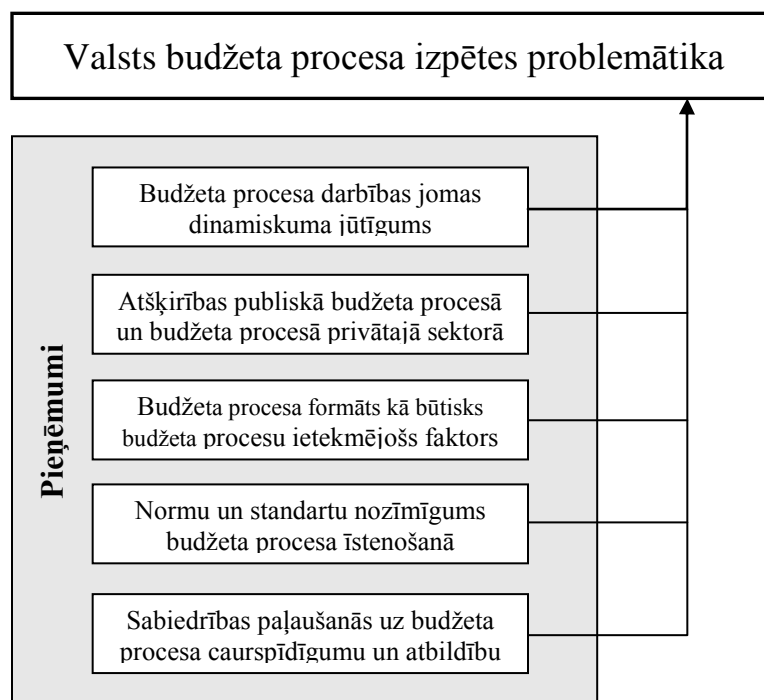 Valsts budžeta procesa izpētes problemātika
Pieņēmumi
Budžeta procesa darbības jomas
dinamiskuma jūtīgums
Atšķirības publiskā budžeta procesā
un budžeta procesā privātajā sektorā
Budžeta procesa formāts kā būtisks
budžeta procesu ietekmējošs faktors
Normu un standartu nozīmīgums
budžeta procesa īstenošanā
Sabiedrības paļaušanās uz budžeta
procesa caurspīdīgumu un atbildību